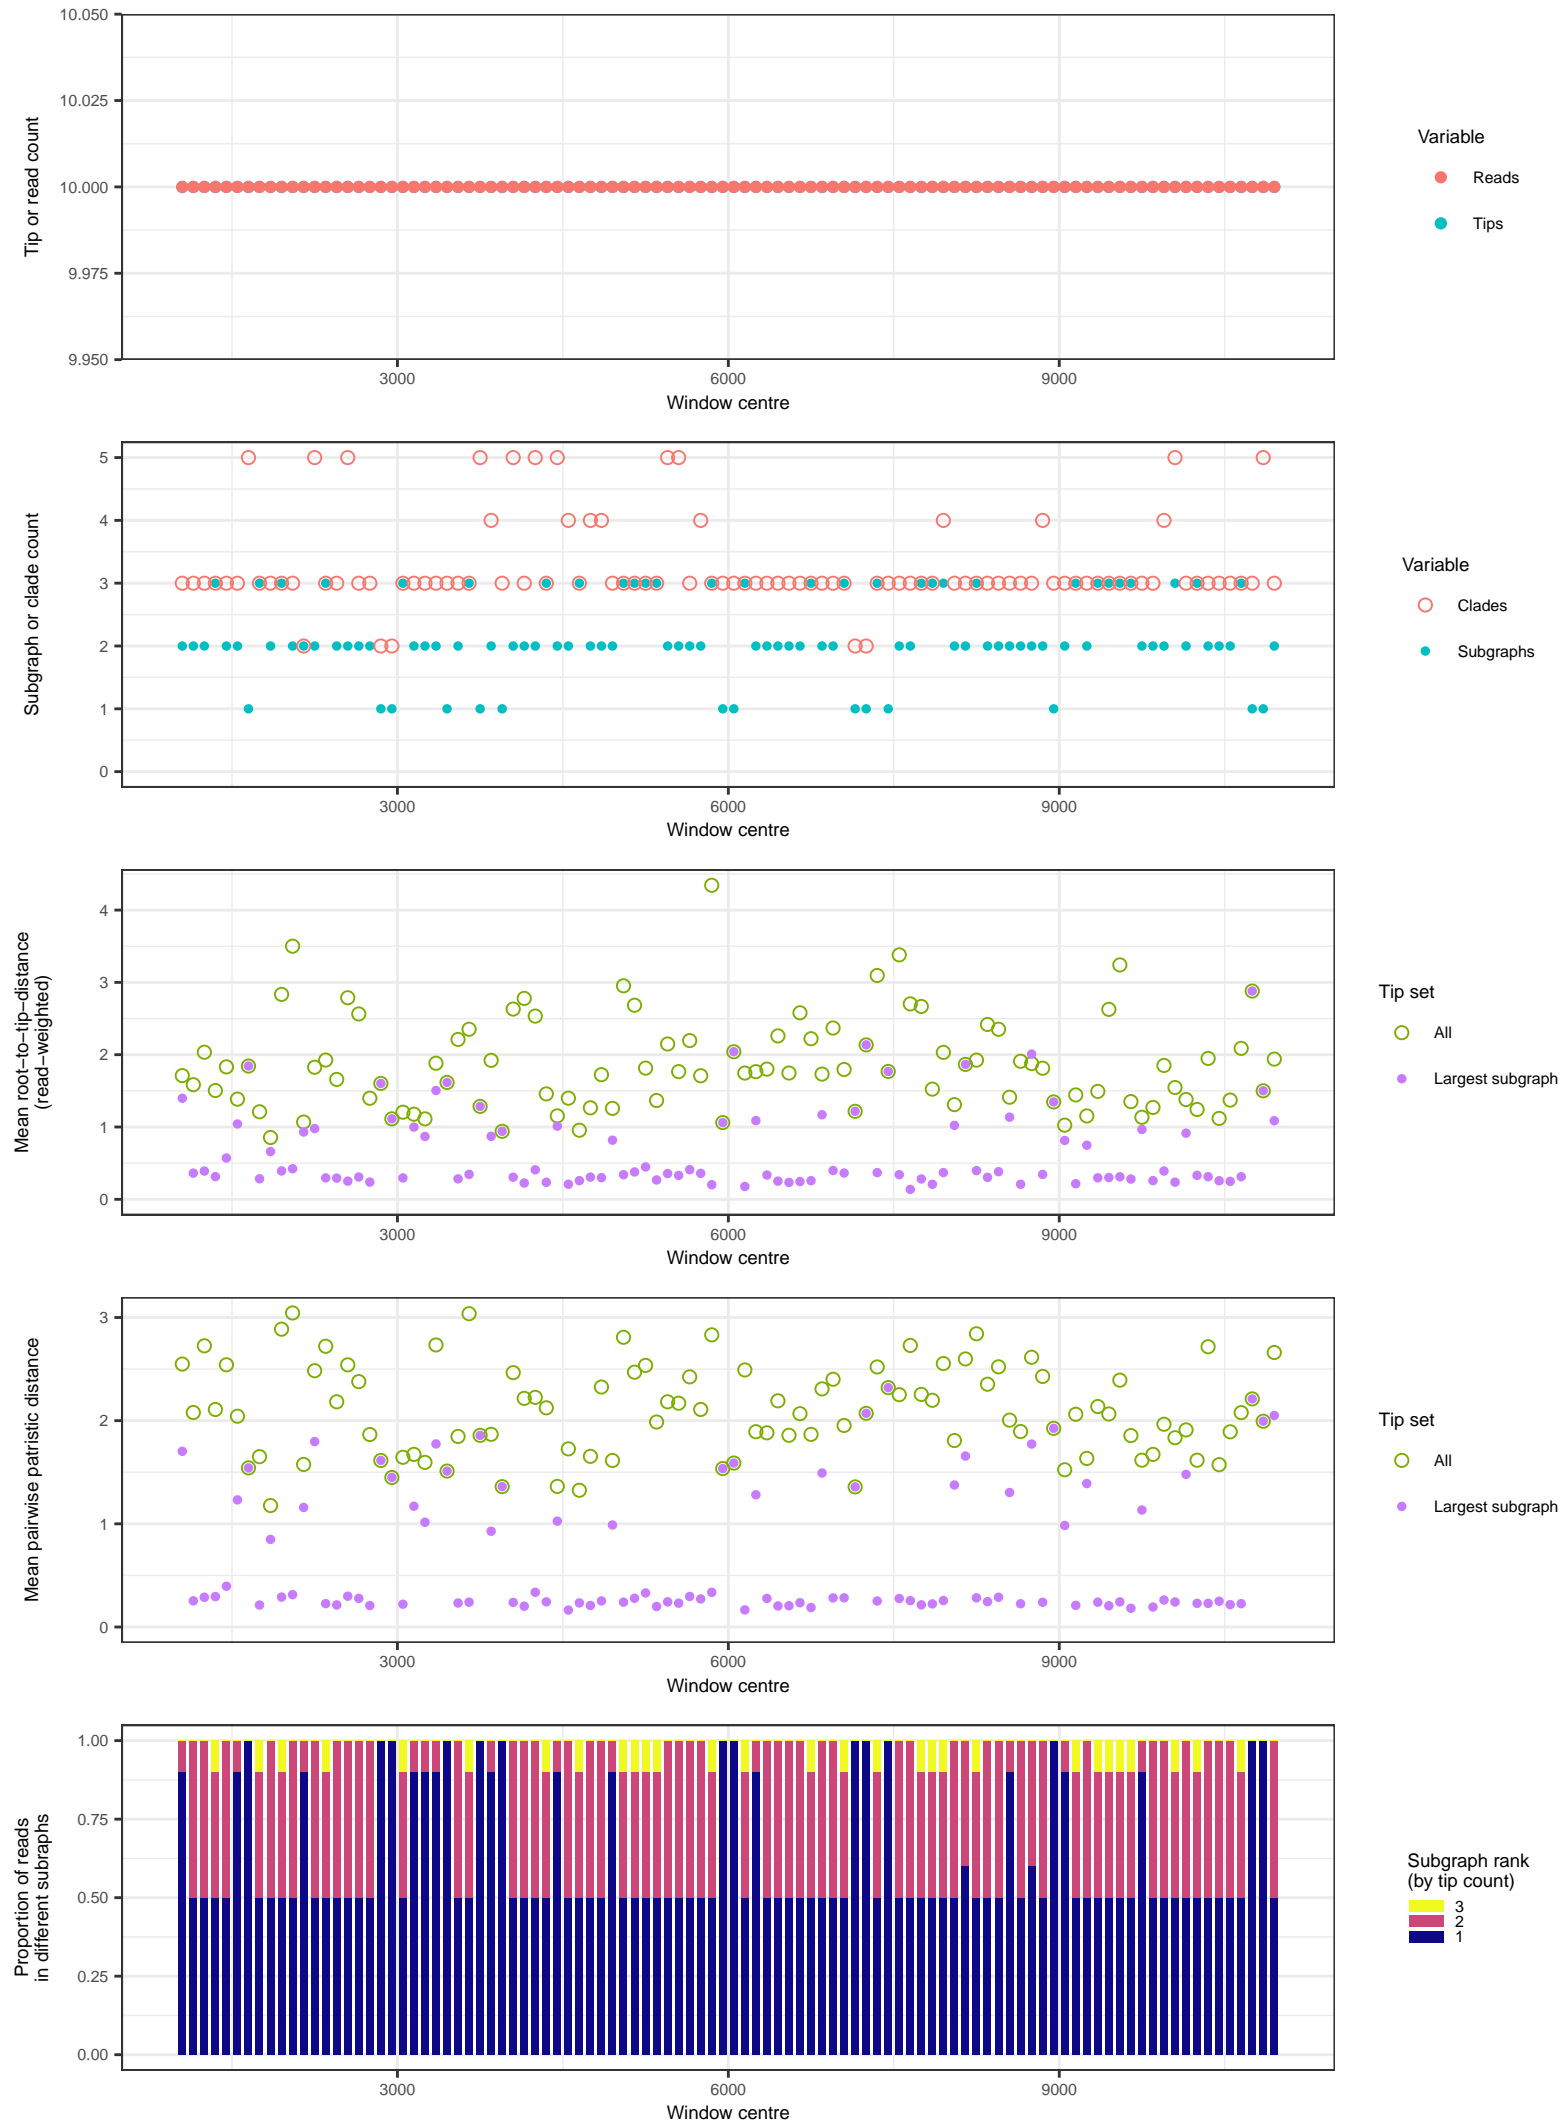 10.050
10.025
10.000
9.975
9.950
Tip or read count
3000
6000
9000
Window centre
Variable
Reads
Tips
5
4
3
2
1
0
Subgraph or clade count
3000
6000
9000
Window centre
Variable
Clades
Subgraphs
4
3
2
1
0
Mean root−to−tip−distance
(read−weighted)
3000
6000
9000
Window centre
Tip set
All
Largest subgraph
3
2
1
0
Mean pairwise patristic distance
3000
6000
9000
Window centre
Tip set
All
Largest subgraph
1.00
0.75
0.50
0.25
0.00
Proportion of reads
in different subraphs
3000
6000
9000
Window centre
Subgraph rank
(by tip count)
3
2
1